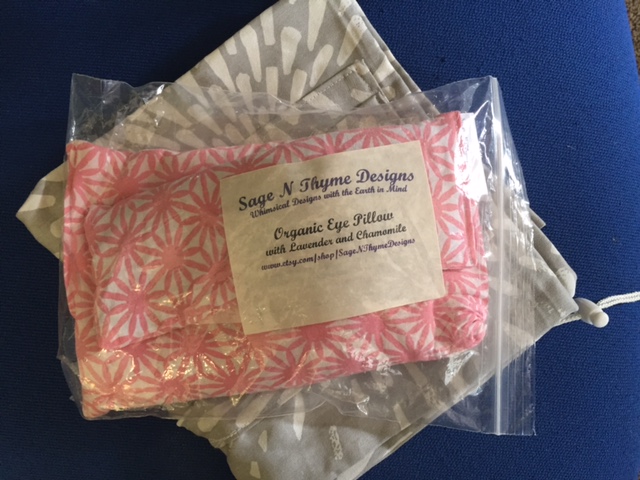 Sage N Thyme Designs
Whimsical Designs with the Earth in Mind
Organic Eye Pillow
with Lavender and Chamomile
www.etsy.com/shop/SageNThymeDesigns